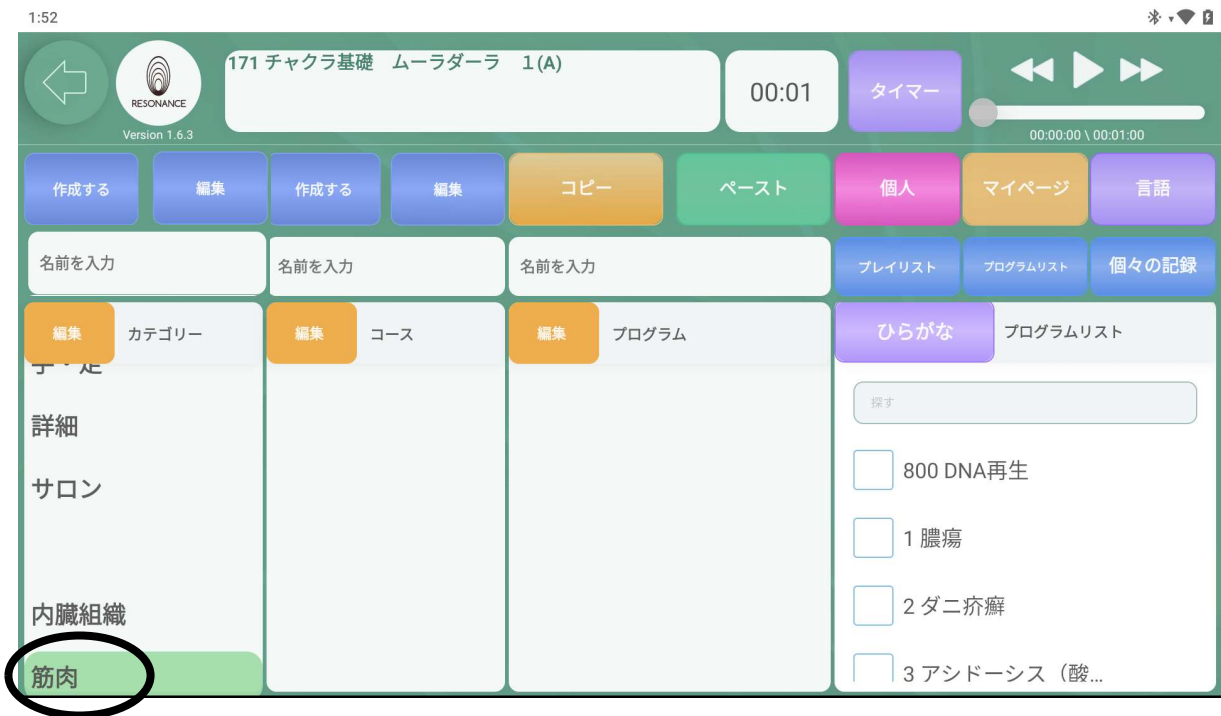 1:52
RESONANCE
Version 1.6.3
171 チャクラ基礎　ムーラダーラ　１(A)
00:01
タイマー
00:00:00 \ 00:01:00
作成する
編集
作成する
編集
コピー
ペースト
個人
マイページ
言語
名前を入力
名前を入力
名前を入力
プレイリスト
プログラムリスト
個々の記録
編集
カテゴリー
編集
コース
編集
プログラム
ひらがな
プログラムリスト
詳細
サロン
内臓組織
筋肉
探す
800 DNA再生
1 膿瘍
2 ダニ疥癬
3 アシドーシス（酸...